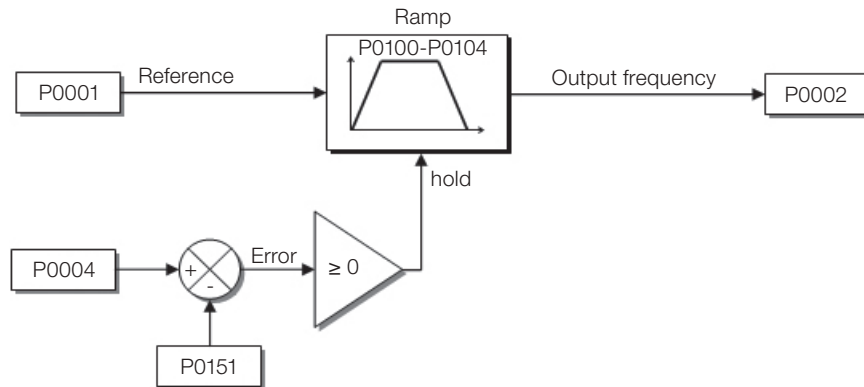 Ramp
P0100-P0104
P0001
Reference
Output frequency
P0002
hold
P0004
+
-
Error
≥ 0
P0151